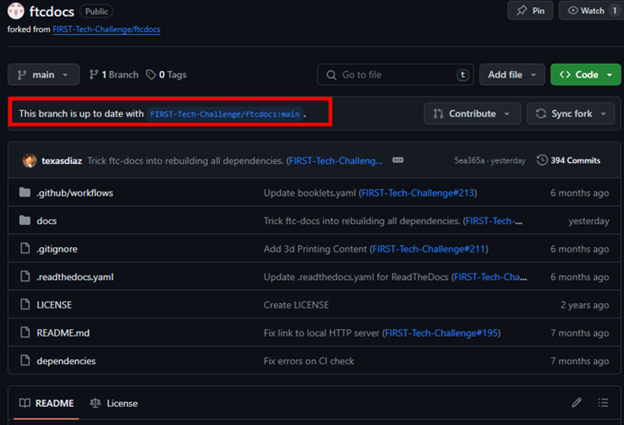 ftcdocs Public Pin Watch 1
forked from FIRST-Tech-Challenge/ftcdocs
main 1 Branch 0 Tags Go to file t Add file Code
This branch is up to date with FIRST-Tech-Challenge/ftcdocs:main. Contribute Sync fork
texasdiaz Trick ftc-docs into rebuilding all dependencies. (FIRST-Tech-Challeng... 5ea365a · yesterday 394 Commits
.github/workflows Update booklets.yaml (FIRST-Tech-Challenge#213) 6 months ago
docs Trick ftc-docs into rebuilding all dependencies. (FIRST-Tech-... yesterday
.gitignore Add 3d Printing Content (FIRST-Tech-Challenge#211) 6 months ago
.readthedocs.yaml Update .readthedocs.yaml for ReadTheDocs (FIRST-Tech-Cha... 6 months ago
LICENSE Create LICENSE 2 years ago
README.md Fix link to local HTTP server (FIRST-Tech-Challenge#195) 7 months ago
dependencies Fix errors on CI check 7 months ago
README License